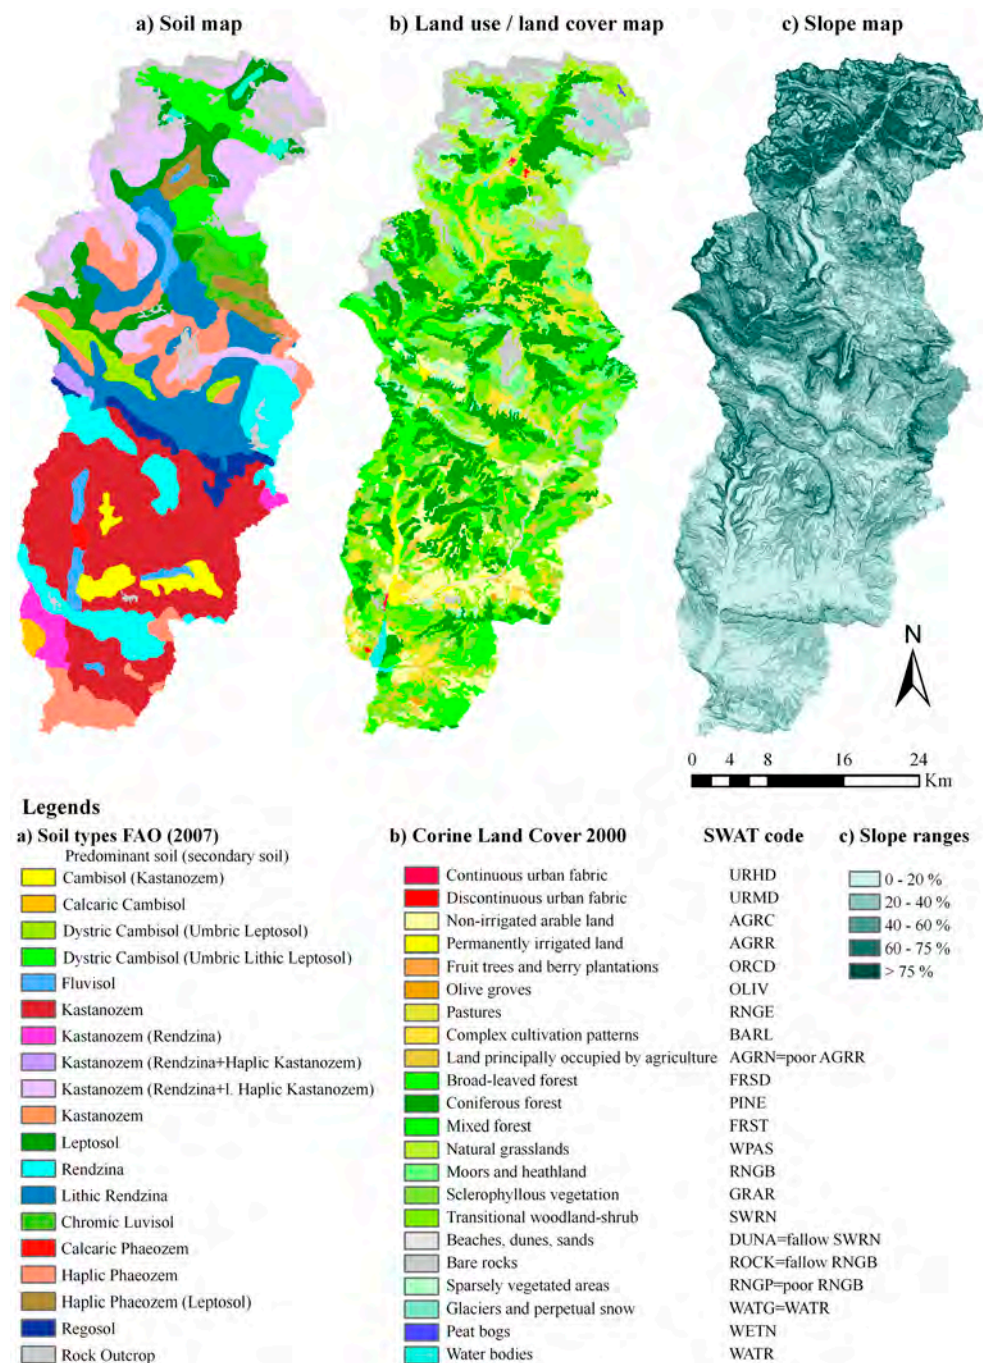 a) Soil map
b) Land use / land cover map
c) Slope map
N
0 4 8 16 24
Km
Legends
a) Soil types FAO (2007)
Predominant soil (secondary soil)
Cambisol (Kastanozem)
Calcaric Cambisol
Dystric Cambisol (Umbric Leptosol)
Dystric Cambisol (Umbric Lithic Leptosol)
Fluvisol
Kastanozem
Kastanozem (Rendzina)
Kastanozem (Rendzina+Haplic Kastanozem)
Kastanozem (Rendzina+l. Haplic Kastanozem)
Kastanozem
Leptosol
Rendzina
Lithic Rendzina
Chromic Luvisol
Calcaric Phaeozem
Haplic Phaeozem
Haplic Phaeozem (Leptosol)
Regosol
Rock Outcrop
b) Corine Land Cover 2000 SWAT code
Continuous urban fabric URHD
Discontinuous urban fabric URMD
Non-irrigated arable land AGRC
Permanently irrigated land AGRR
Fruit trees and berry plantations ORCD
Olive groves OLIV
Pastures RNGE
Complex cultivation patterns BARL
Land principally occupied by agriculture AGRN=poor AGRR
Broad-leaved forest FRSD
Coniferous forest PINE
Mixed forest FRST
Natural grasslands WPAS
Moors and heathland RNGB
Sclerophyllous vegetation GRAR
Transitional woodland-shrub SWRN
Beaches, dunes, sands DUNA=fallow SWRN
Bare rocks ROCK=fallow RNGB
Sparsely vegetated areas RNGP=poor RNGB
Glaciers and perpetual snow WATG=WATR
Peat bogs WETN
Water bodies WATR
c) Slope ranges
0 - 20 %
20 - 40 %
40 - 60 %
60 - 75 %
> 75 %